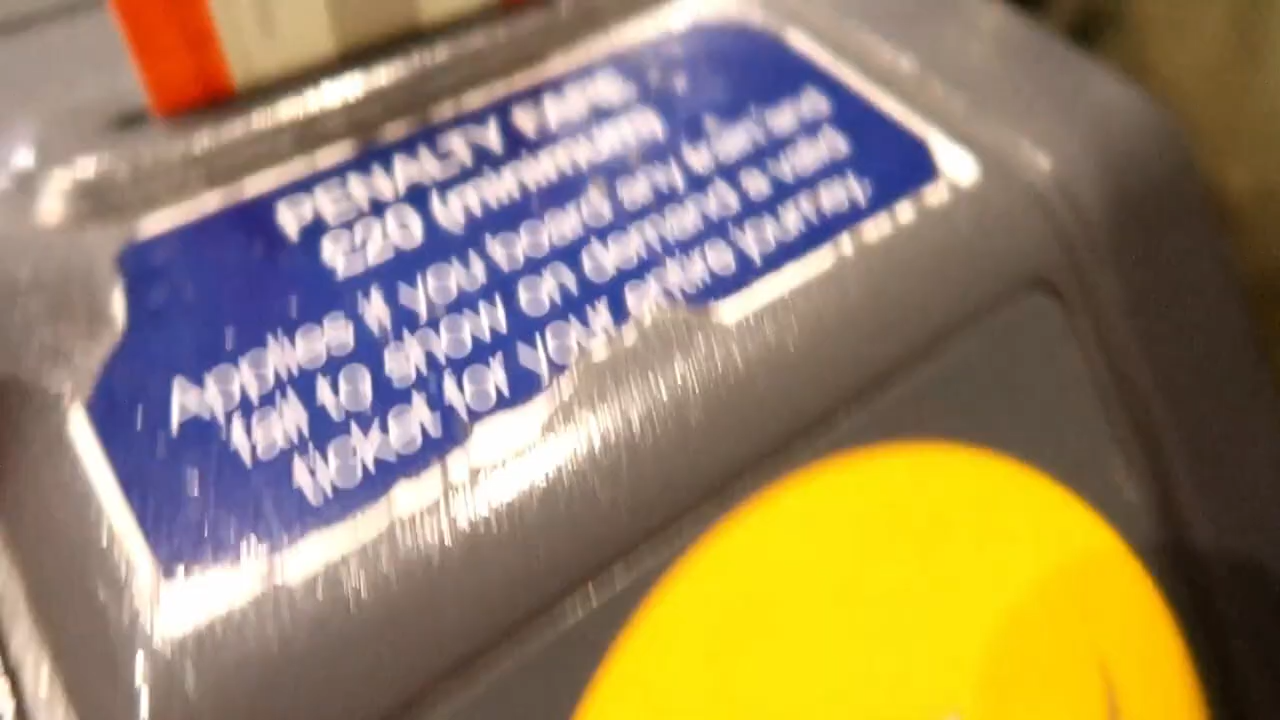 PENALTY FARE
£20 (minimum)
Applies if you board any train and
fail to show on demand a valid
ticket for your entire journey.